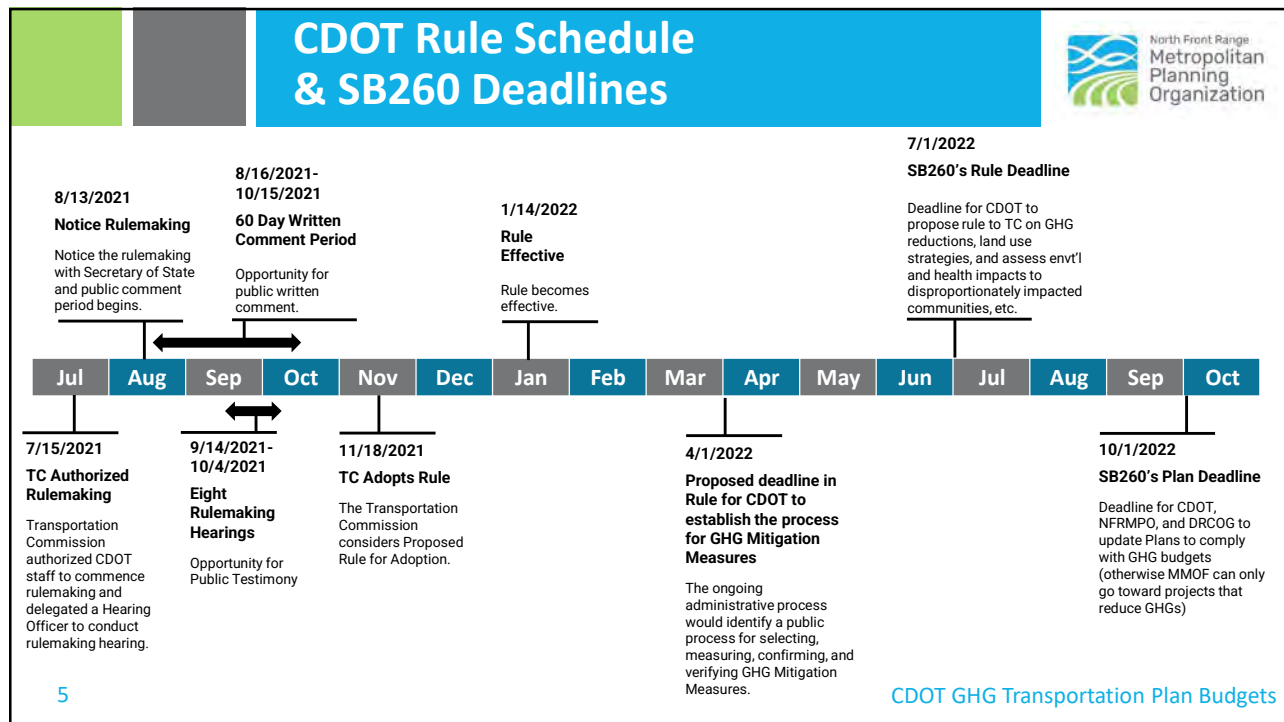 CDOT Rule Schedule
& SB260 Deadlines
North Front Range
Metropolitan
Planning
Organization
8/13/2021
Notice Rulemaking
Notice the rulemaking
with Secretary of State
and public comment
period begins.
8/16/2021-
10/15/2021
60 Day Written
Comment Period
Opportunity for
public written
comment.
1/14/2022
Rule
Effective
Rule becomes
effective.
7/1/2022
SB260's Rule Deadline
Deadline for CDOT to
propose rule to TC on GHG
reductions, land use
strategies, and assess envt'l
and health impacts to
disproportionately impacted
communities, etc.
Jul Aug Sep Oct Nov Dec Jan Feb Mar Apr May Jun Jul Aug Sep Oct
7/15/2021
TC Authorized
Rulemaking
Transportation
Commission
authorized CDOT
staff to commence
rulemaking and
delegated a Hearing
Officer to conduct
rulemaking hearing.
9/14/2021-
10/4/2021
Eight
Rulemaking
Hearings
Opportunity for
Public Testimony
11/18/2021
TC Adopts Rule
The Transportation
Commission
considers Proposed
Rule for Adoption.
4/1/2022
Proposed deadline in
Rule for CDOT to
establish the process
for GHG Mitigation
Measures
The ongoing
administrative process
would identify a public
process for selecting,
measuring, confirming, and
verifying GHG Mitigation
Measures.
10/1/2022
SB260's Plan Deadline
Deadline for CDOT,
NFRMPO, and DRCOG to
update Plans to comply
with GHG budgets
(otherwise MMOF can only
go toward projects that
reduce GHGs)
5
CDOT GHG Transportation Plan Budgets